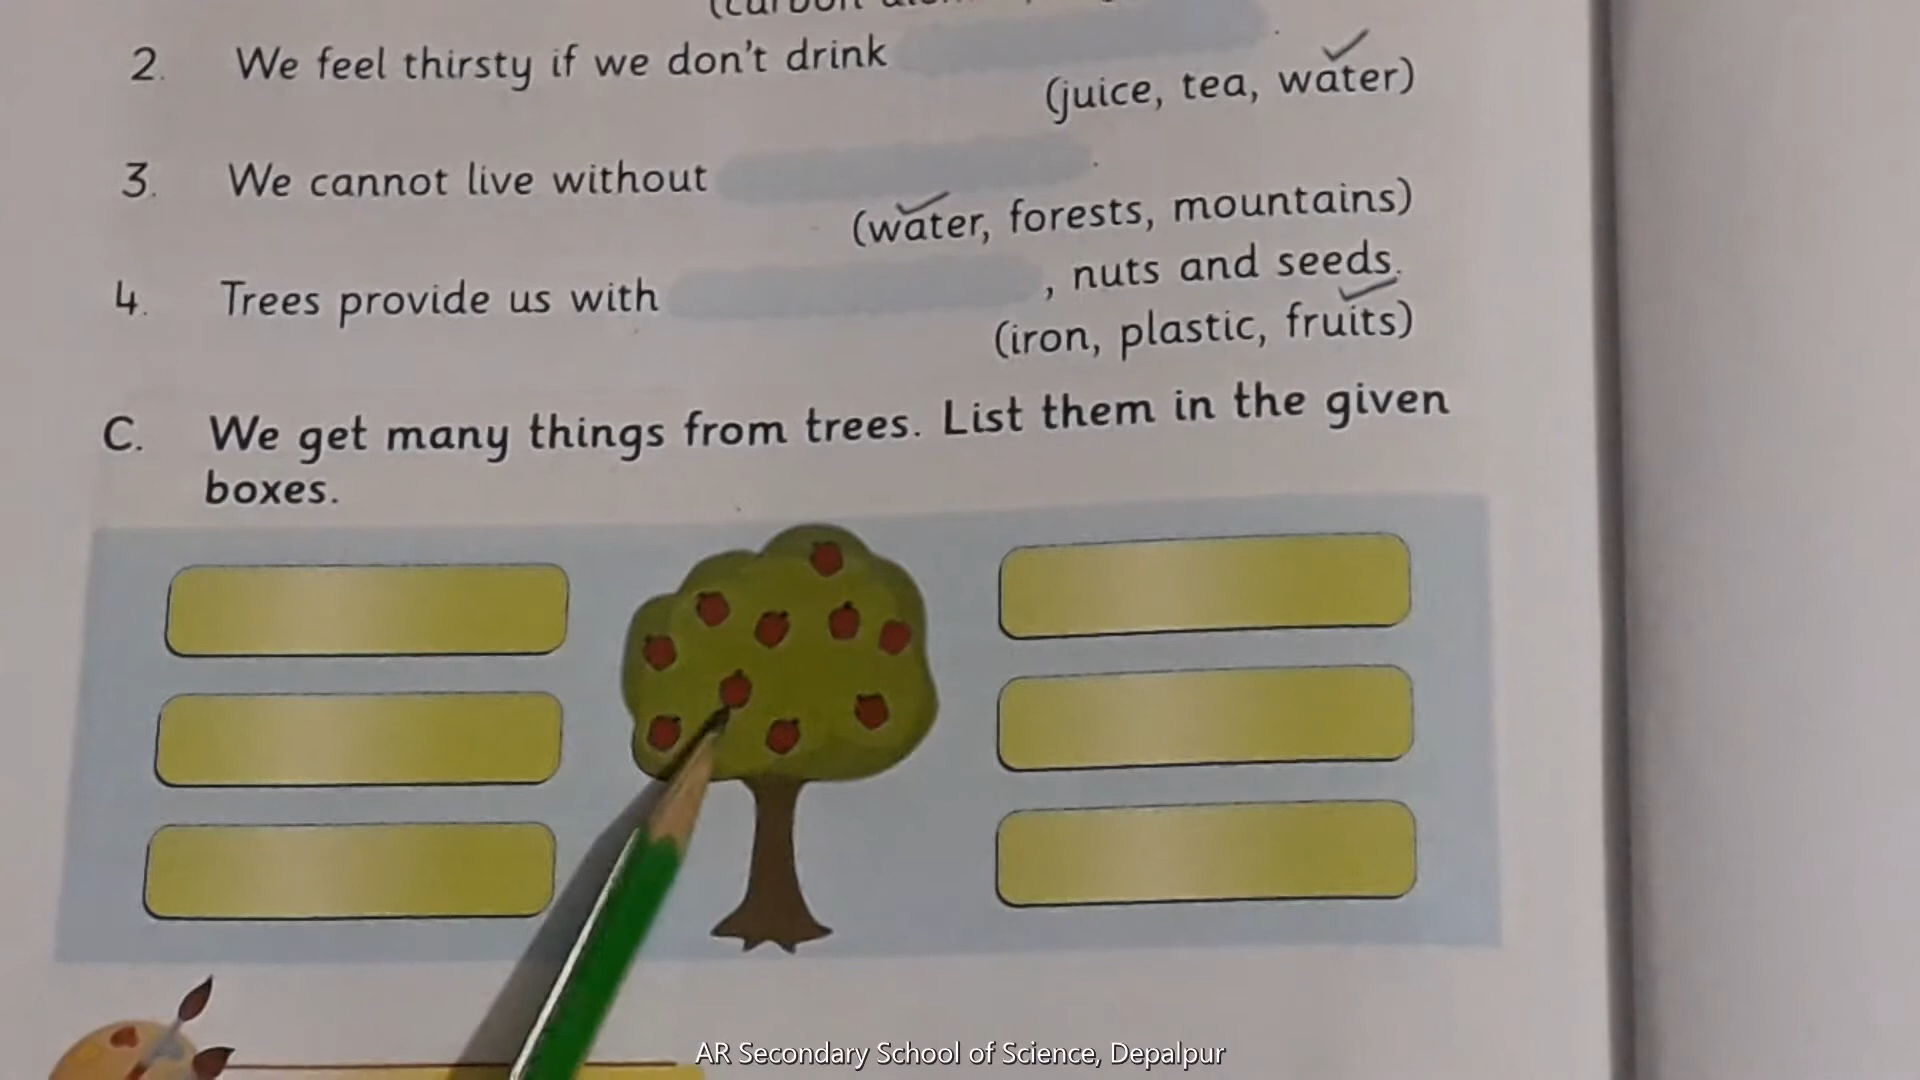 2. We feel thirsty if we don't drink .
(juice, tea, water)
3. We cannot live without .
(water, forests, mountains)
4. Trees provide us with , nuts and seeds.
(iron, plastic, fruits)
C. We get many things from trees. List them in the given
boxes.
AR Secondary School of Science, Depalpur